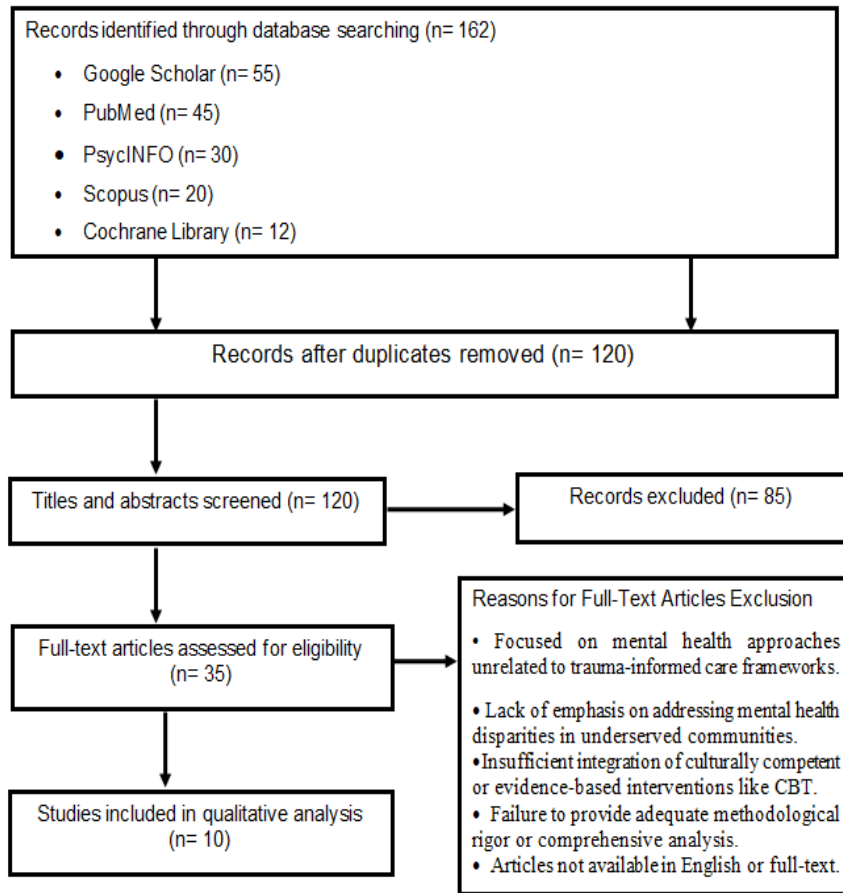 Records identified through database searching (n= 162)
• Google Scholar (n= 55)
• PubMed (n= 45)
• PsycINFO (n= 30)
• Scopus (n= 20)
• Cochrane Library (n= 12)
Records after duplicates removed (n= 120)
Titles and abstracts screened (n= 120)
Records excluded (n= 85)
Full-text articles assessed for eligibility
(n= 35)
Reasons for Full-Text Articles Exclusion
• Focused on mental health approaches
unrelated to trauma-informed care frameworks.
• Lack of emphasis on addressing mental health
disparities in underserved communities.
• Insufficient integration of culturally competent
or evidence-based interventions like CBT.
• Failure to provide adequate methodological
rigor or comprehensive analysis.
• Articles not available in English or full-text.
Studies included in qualitative analysis
(n= 10)